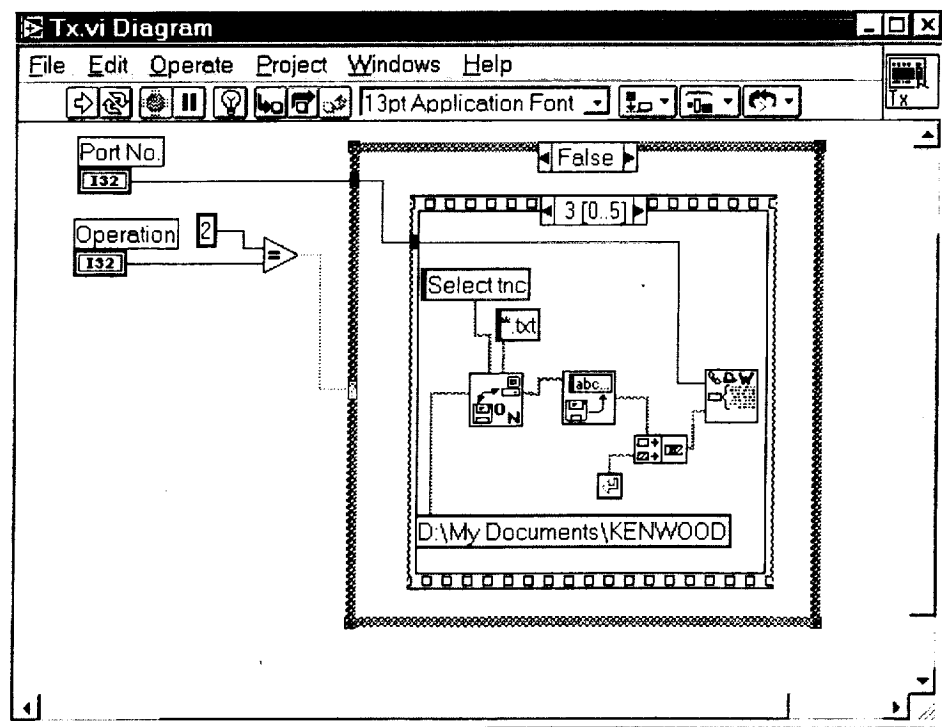 Tx.vi Diagram
File Edit Operate Project Windows Help
13pt Application Font
Tx
Port No.
I32
False
3 [0..5]
Operation
2
=
I32
Select tnc
*.txt
abc...
O N
D:\My Documents\KENWOOD